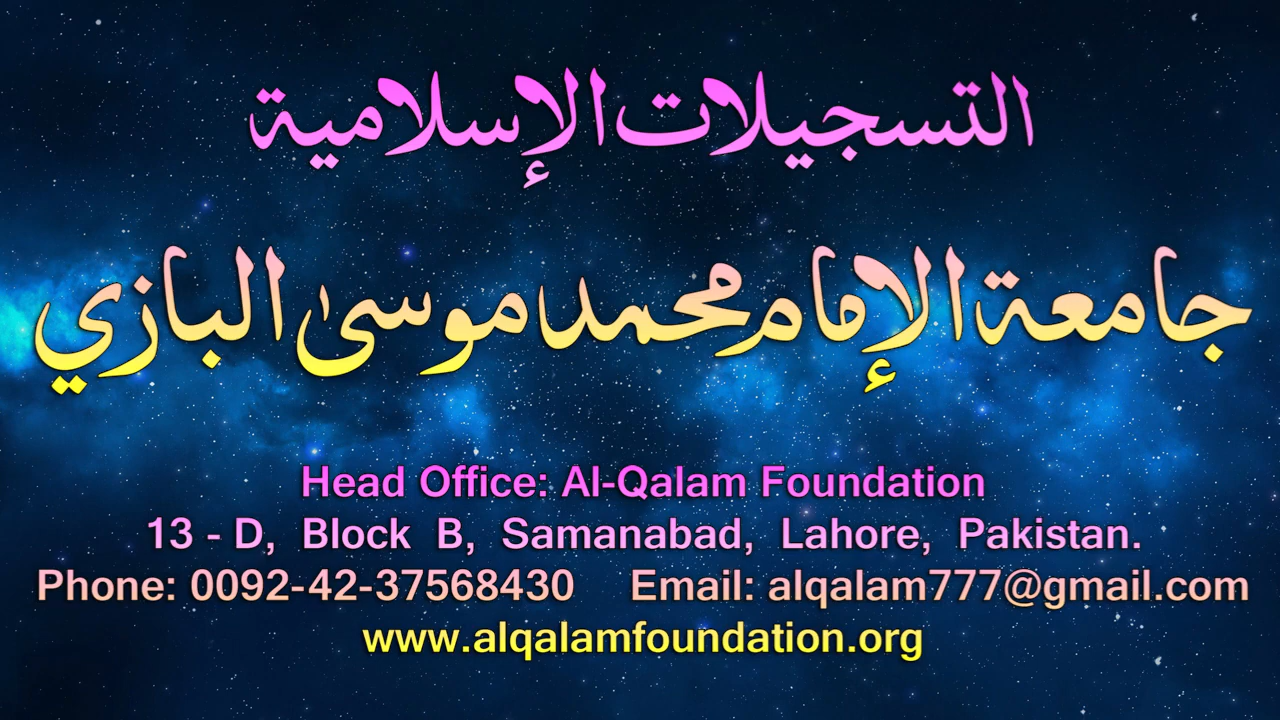 التسجيلات الإسلامية
جامعة الإمام محمد موسىٰ البازي
Head Office: Al-Qalam Foundation
13 - D, Block B, Samanabad, Lahore, Pakistan.
Phone: 0092-42-37568430 Email: alqalam777@gmail.com
www.alqalamfoundation.org